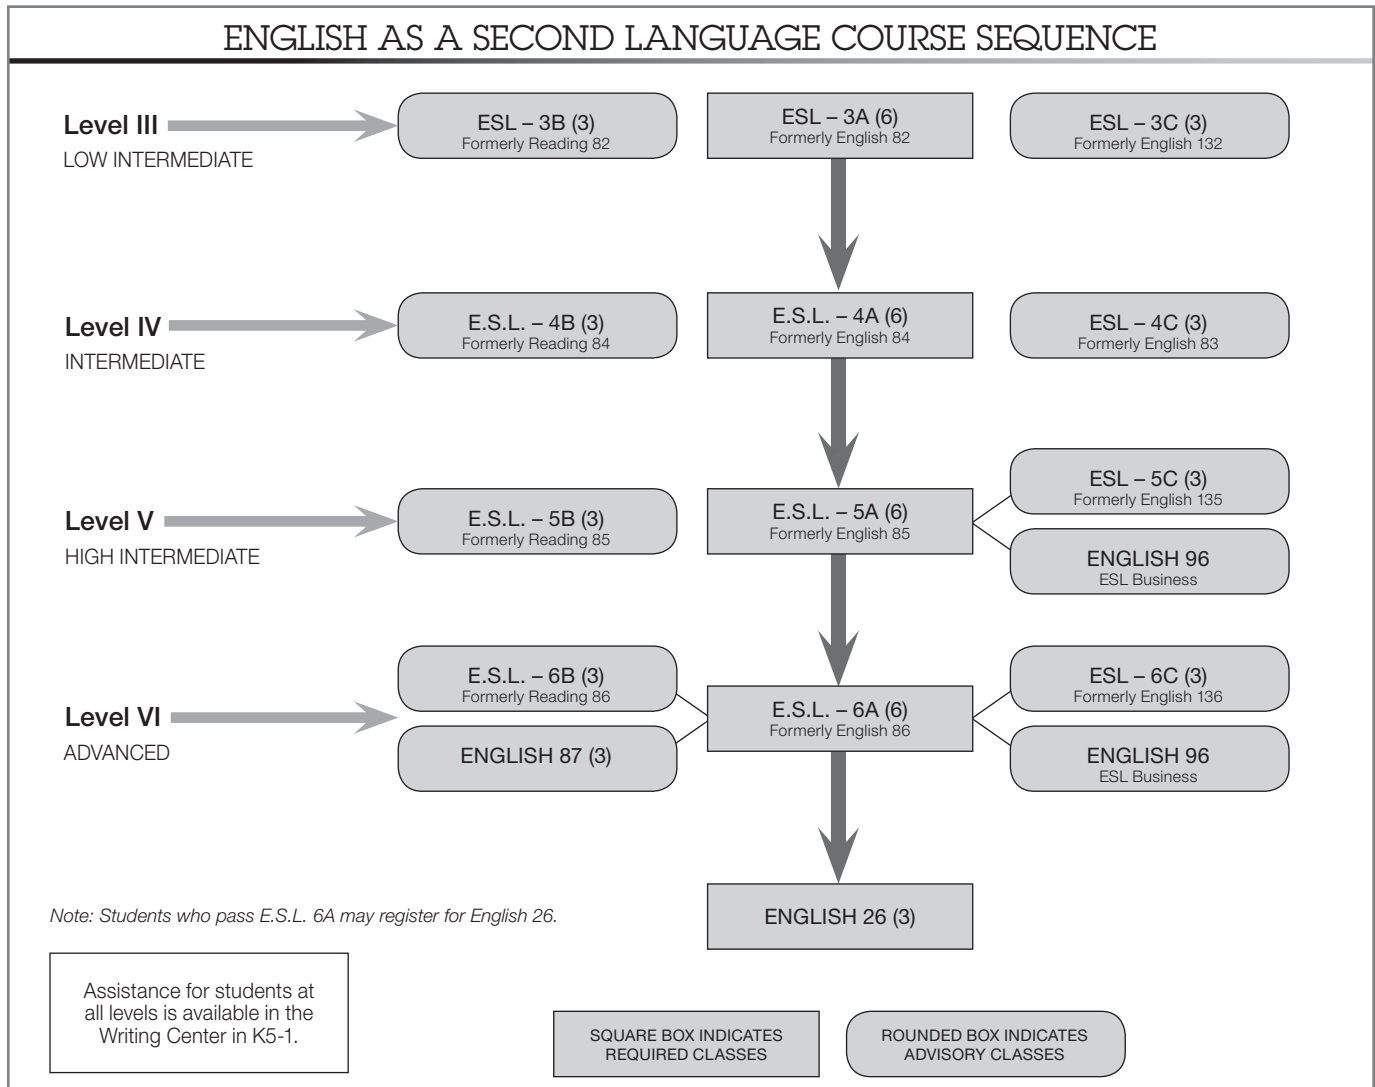 ENGLISH AS A SECOND LANGUAGE COURSE SEQUENCE
Level III
LOW INTERMEDIATE
ESL – 3B (3)
Formerly Reading 82
ESL – 3A (6)
Formerly English 82
ESL – 3C (3)
Formerly English 132
Level IV
INTERMEDIATE
E.S.L. – 4B (3)
Formerly Reading 84
E.S.L. – 4A (6)
Formerly English 84
ESL – 4C (3)
Formerly English 83
Level V
HIGH INTERMEDIATE
E.S.L. – 5B (3)
Formerly Reading 85
E.S.L. – 5A (6)
Formerly English 85
ESL – 5C (3)
Formerly English 135
ENGLISH 96
ESL Business
Level VI
ADVANCED
E.S.L. – 6B (3)
Formerly Reading 86
ENGLISH 87 (3)
E.S.L. – 6A (6)
Formerly English 86
ESL – 6C (3)
Formerly English 136
ENGLISH 96
ESL Business
Note: Students who pass E.S.L. 6A may register for English 26.
ENGLISH 26 (3)
Assistance for students at
all levels is available in the
Writing Center in K5-1.
SQUARE BOX INDICATES
REQUIRED CLASSES
ROUNDED BOX INDICATES
ADVISORY CLASSES